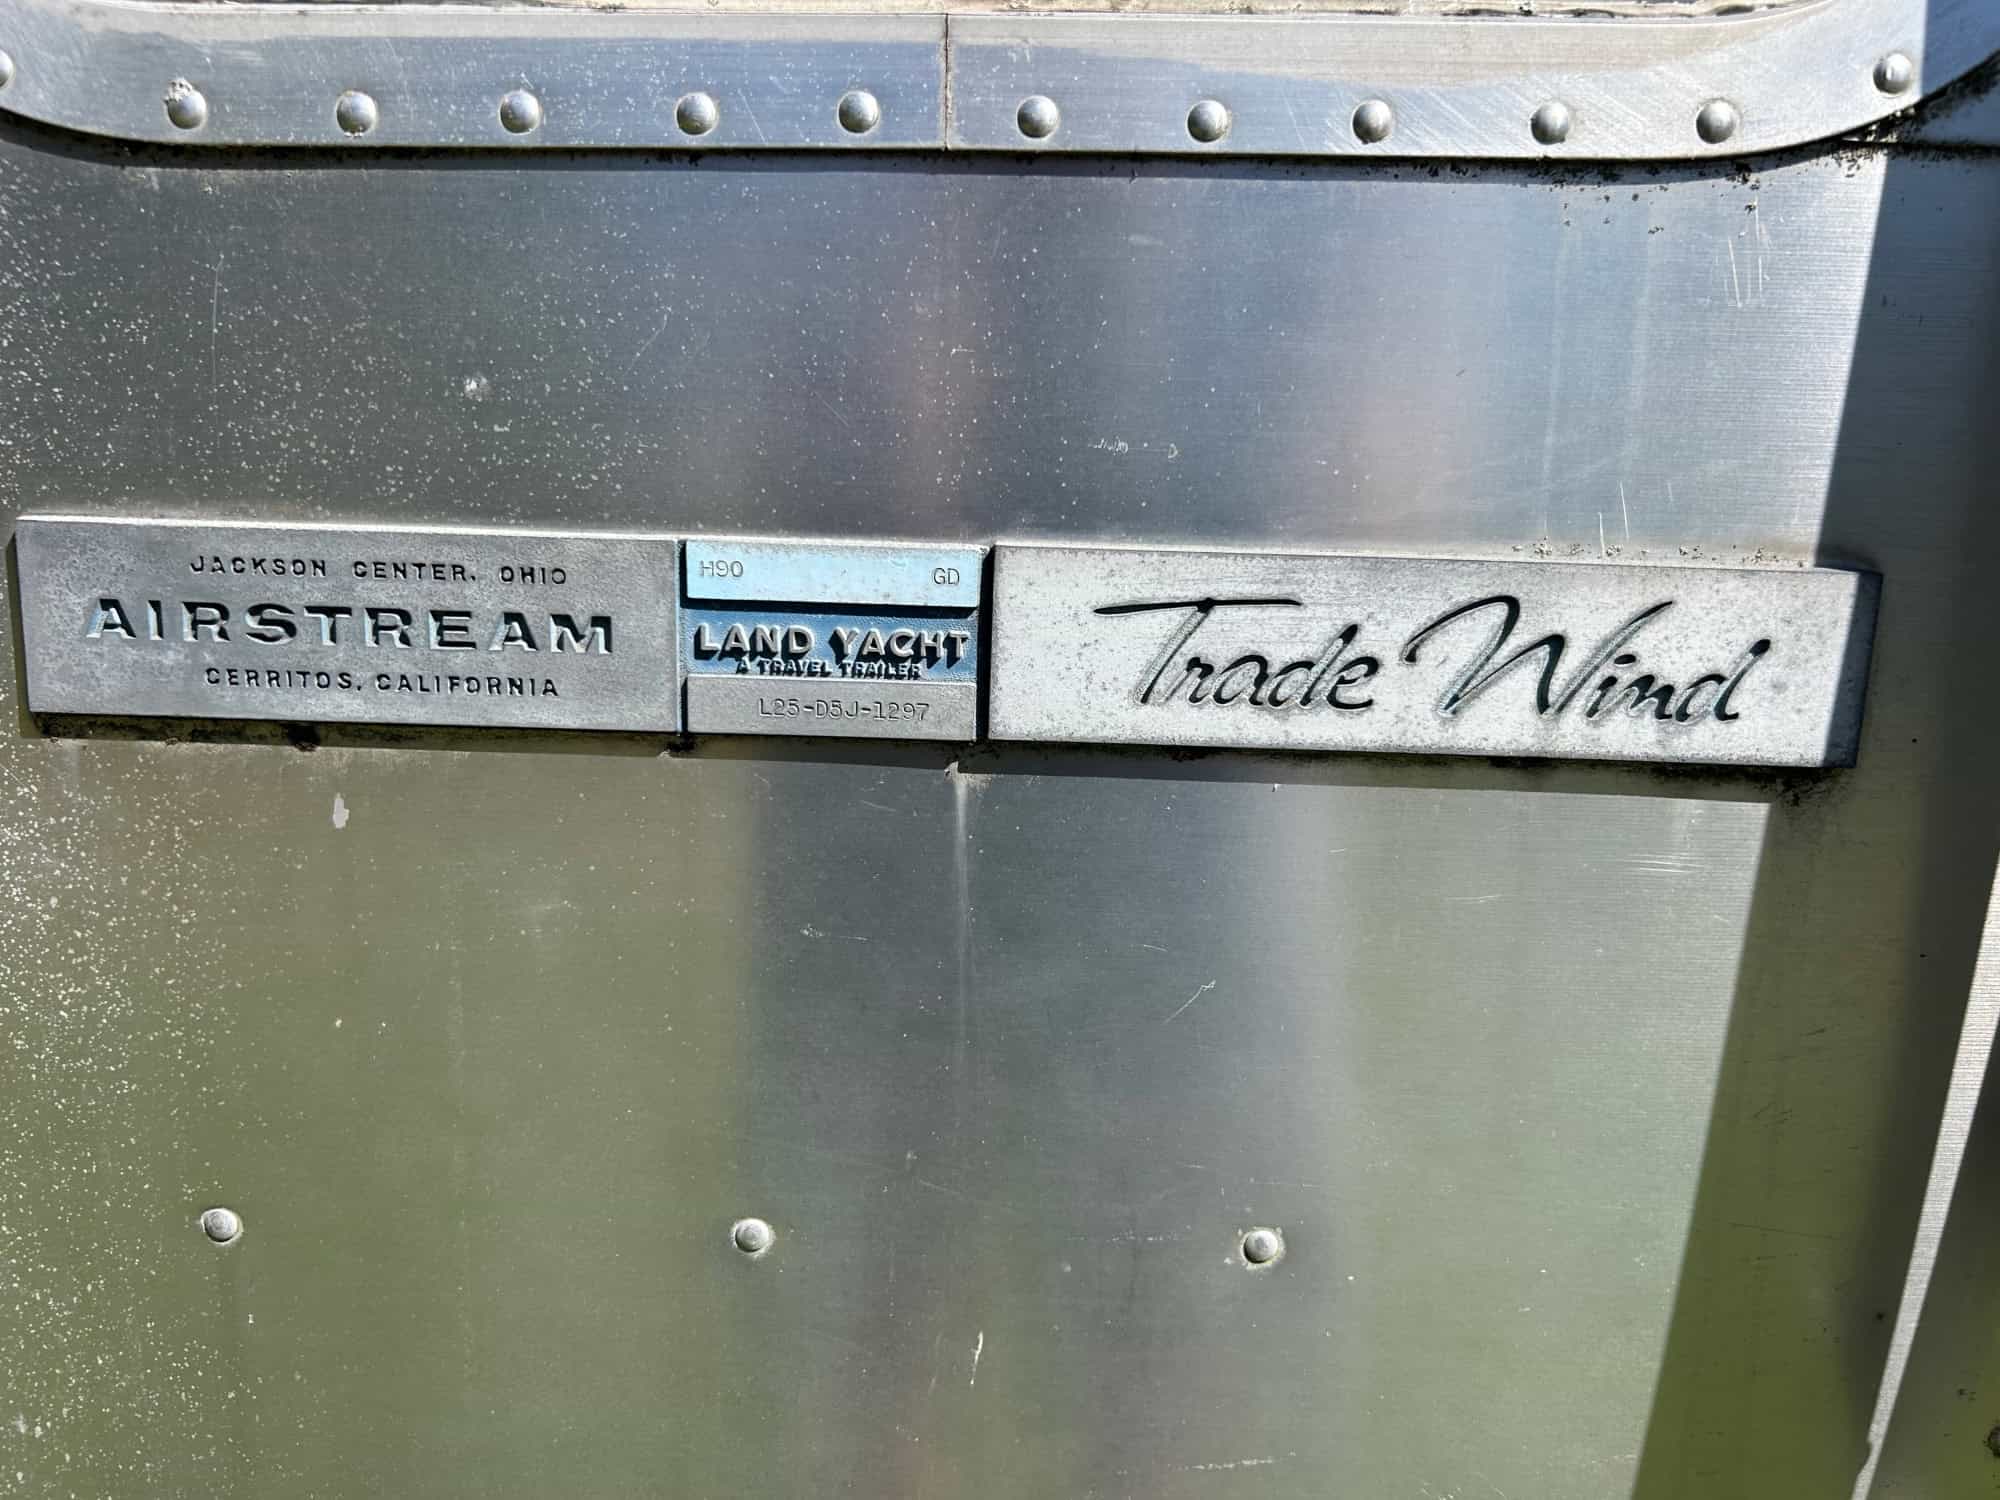 JACKSON CENTER, OHIO
AIRSTREAM
CERRITOS, CALIFORNIA
H90 GD
LAND YACHT
A TRAVEL TRAILER
L25-D5J-1297
Trade Wind